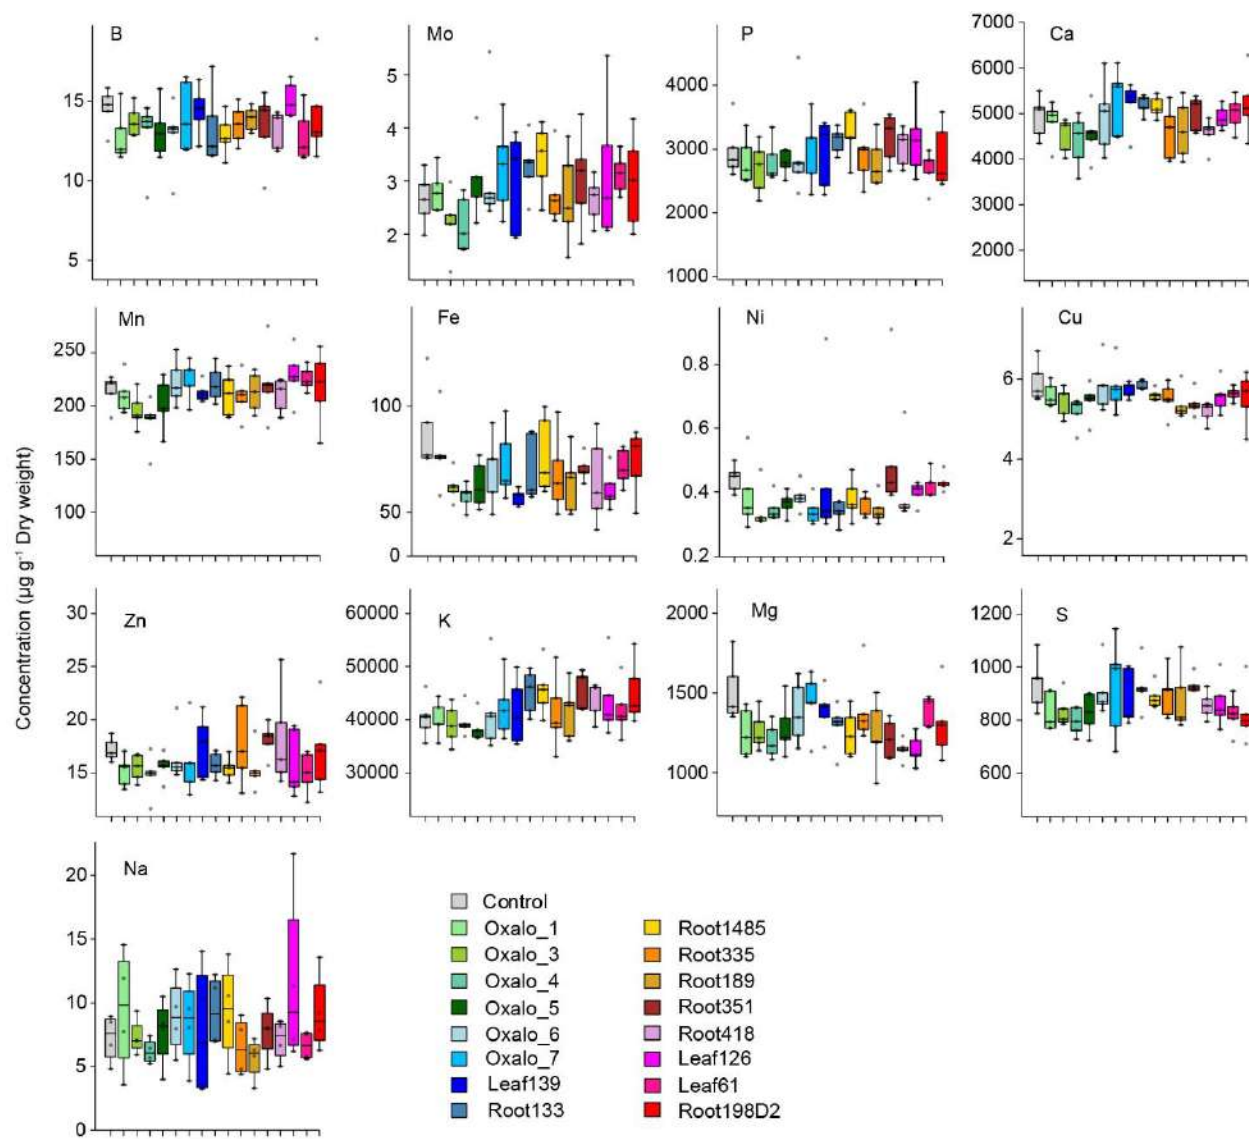 B
15
10
5
Mo
5
4
3
2
P
4000
3000
2000
1000
Ca
7000
6000
5000
4000
3000
2000
Mn
250
200
150
100
Fe
100
50
0
Ni
0.8
0.6
0.4
0.2
Cu
6
4
2
Zn
30
25
20
15
K
60000
50000
40000
30000
Mg
2000
1500
1000
S
1200
1000
800
600
Na
20
15
10
5
0
Concentration (µg g⁻¹ Dry weight)
Control
Oxalo_1
Oxalo_3
Oxalo_4
Oxalo_5
Oxalo_6
Oxalo_7
Leaf139
Root133
Root1485
Root335
Root189
Root351
Root418
Leaf126
Leaf61
Root198D2